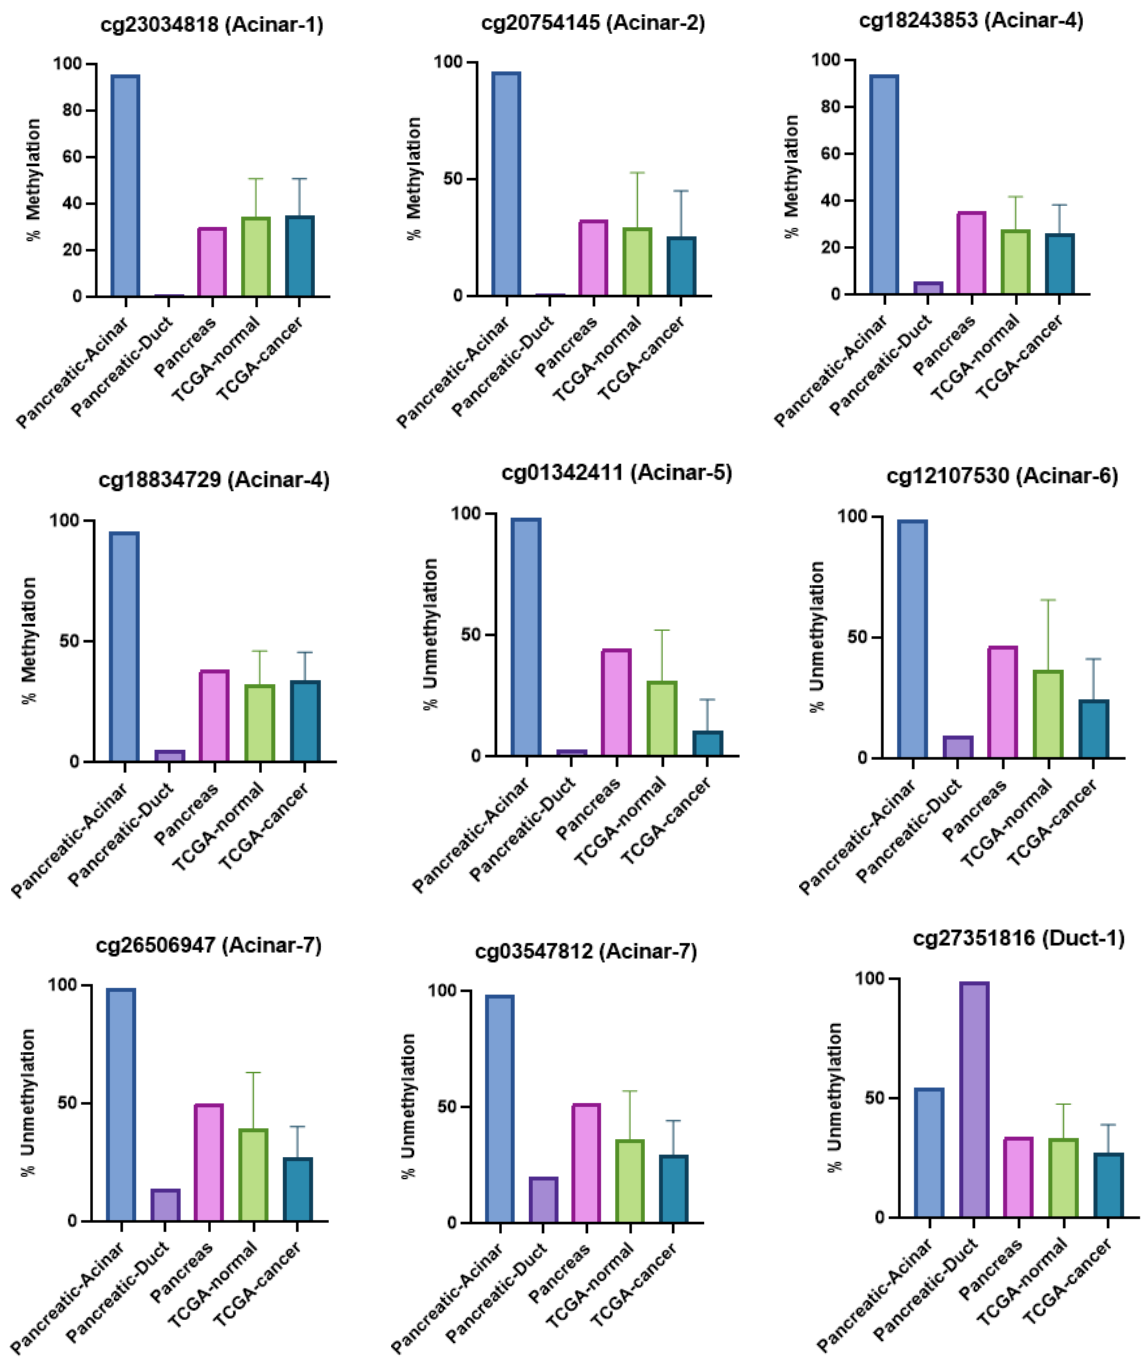 cg23034818 (Acinar-1)
% Methylation
100
80
60
40
20
0
Pancreatic-Acinar
Pancreatic-Duct
Pancreas
TCGA-normal
TCGA-cancer
cg20754145 (Acinar-2)
% Methylation
100
50
0
Pancreatic-Acinar
Pancreatic-Duct
Pancreas
TCGA-normal
TCGA-cancer
cg18243853 (Acinar-4)
% Methylation
100
80
60
40
20
0
Pancreatic-Acinar
Pancreatic-Duct
Pancreas
TCGA-normal
TCGA-cancer
cg18834729 (Acinar-4)
% Methylation
100
50
0
Pancreatic-Acinar
Pancreatic-Duct
Pancreas
TCGA-normal
TCGA-cancer
cg01342411 (Acinar-5)
% Unmethylation
100
50
0
Pancreatic-Acinar
Pancreatic-Duct
Pancreas
TCGA-normal
TCGA-cancer
cg12107530 (Acinar-6)
% Unmethylation
100
50
0
Pancreatic-Acinar
Pancreatic-Duct
Pancreas
TCGA-normal
TCGA-cancer
cg26506947 (Acinar-7)
% Unmethylation
100
50
0
Pancreatic-Acinar
Pancreatic-Duct
Pancreas
TCGA-normal
TCGA-cancer
cg03547812 (Acinar-7)
% Unmethylation
100
50
0
Pancreatic-Acinar
Pancreatic-Duct
Pancreas
TCGA-normal
TCGA-cancer
cg27351816 (Duct-1)
% Unmethylation
100
50
0
Pancreatic-Acinar
Pancreatic-Duct
Pancreas
TCGA-normal
TCGA-cancer